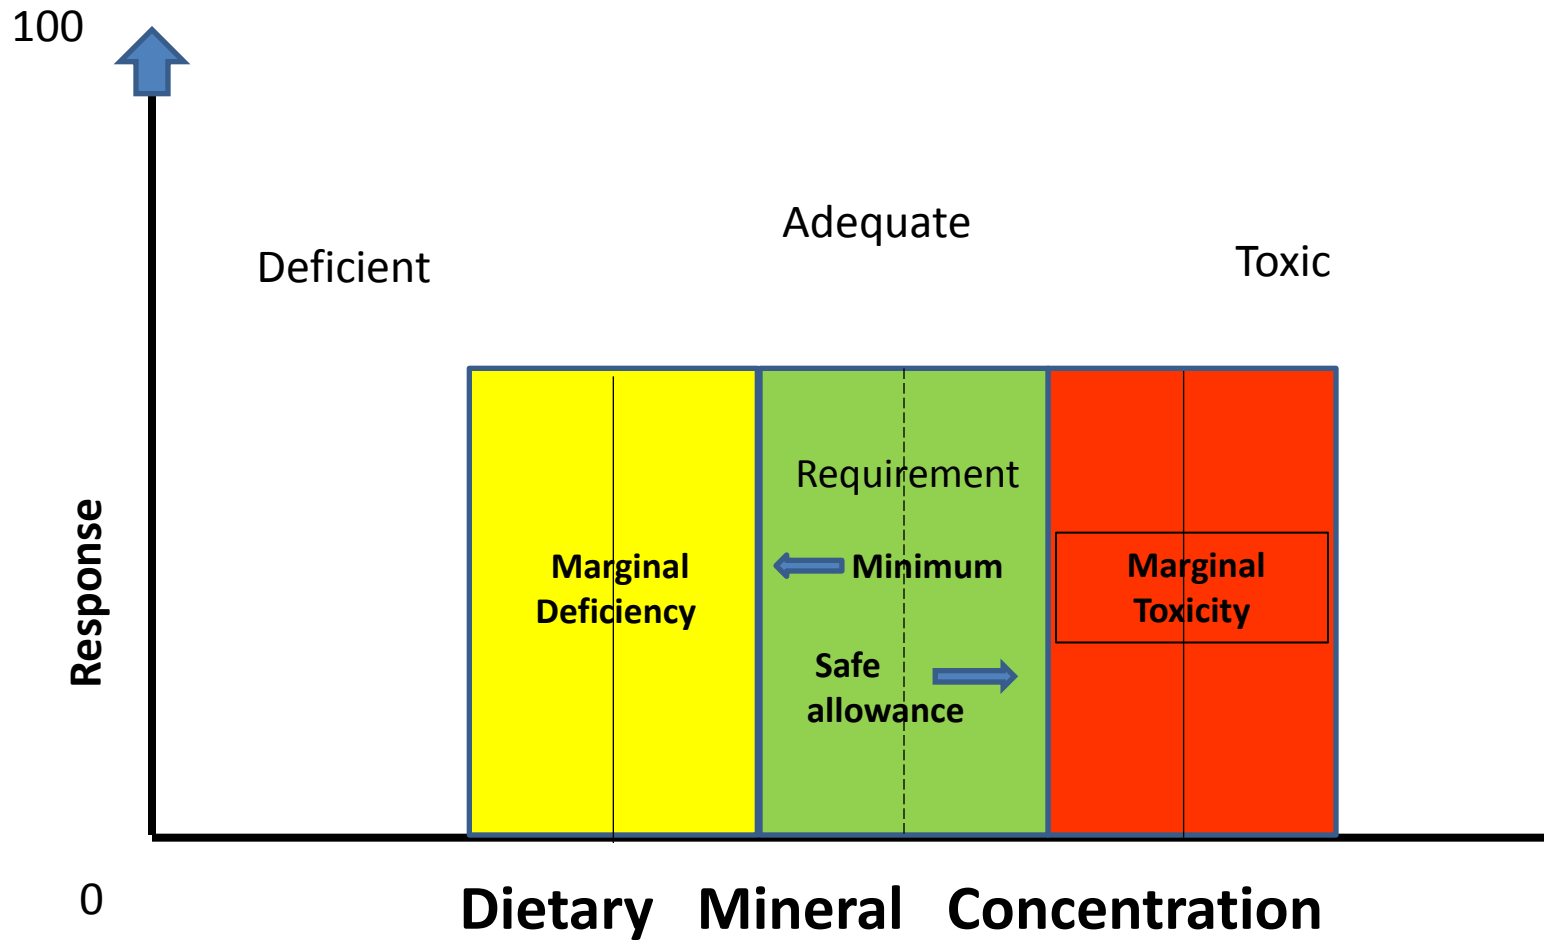 100
Adequate
Deficient
Toxic
Requirement
Response
Marginal
Deficiency
Minimum
Marginal
Toxicity
Safe
allowance
0
Dietary Mineral Concentration